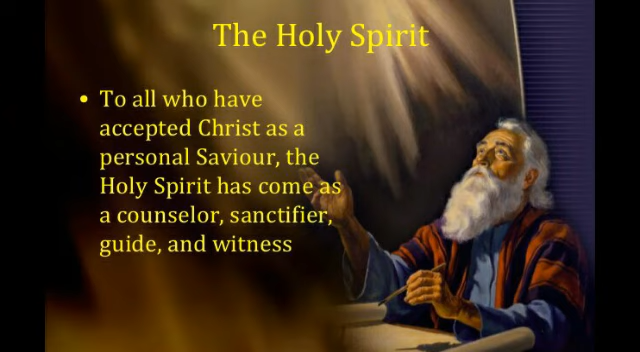 The Holy Spirit
• To all who have
accepted Christ as a
personal Saviour, the
Holy Spirit has come as
a counselor, sanctifier,
guide, and witness